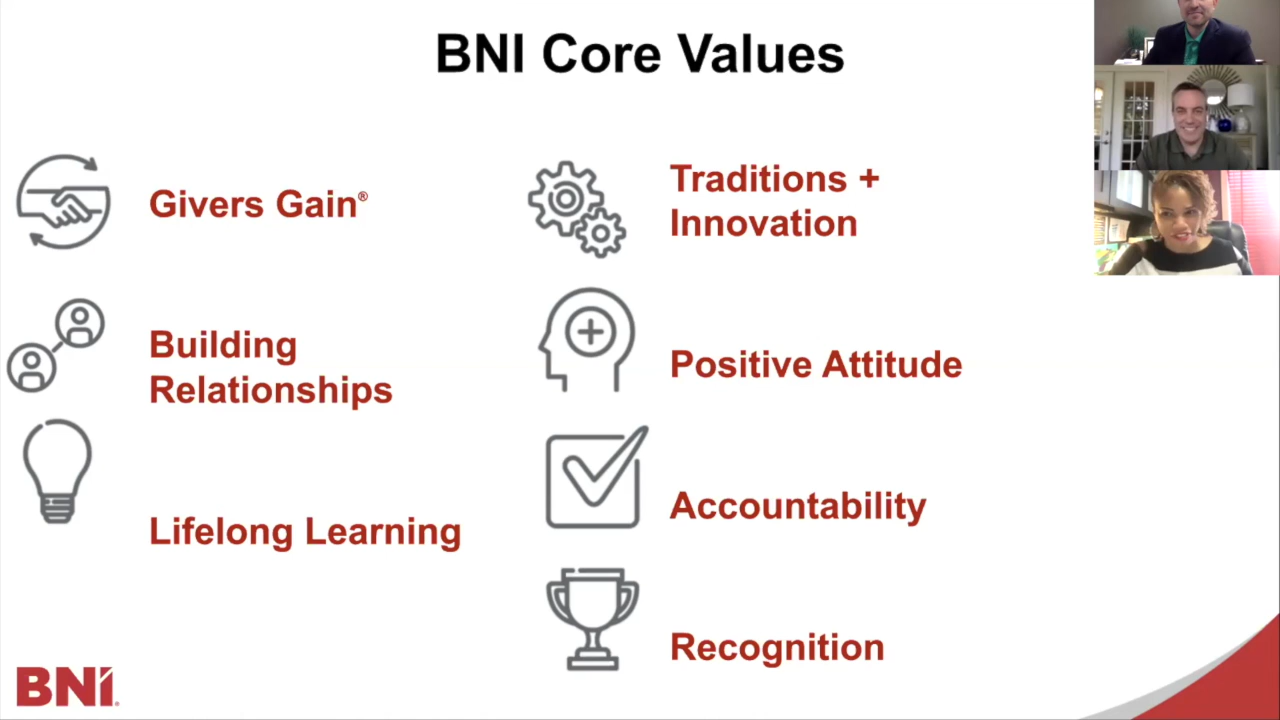 BNI Core Values
Givers Gain®
Building
Relationships
Lifelong Learning
Traditions +
Innovation
Positive Attitude
Accountability
Recognition
BNI®